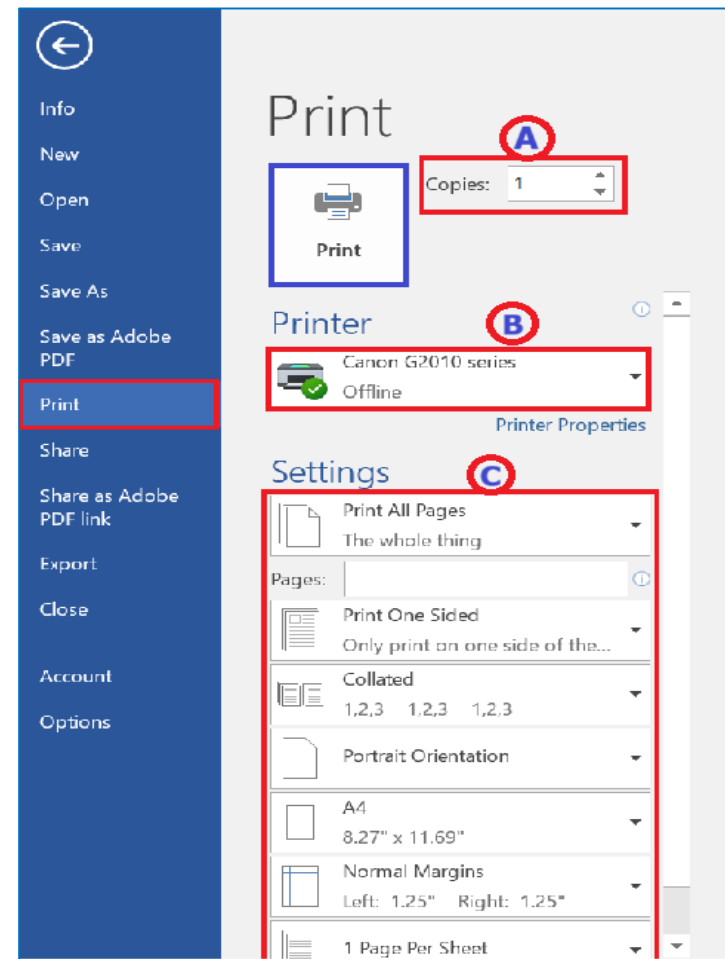 Info
New
Open
Save
Save As
Save as Adobe
PDF
Print
Share
Share as Adobe
PDF link
Export
Close
Account
Options
Print
A
Copies: 1
Print
Printer
B
Canon G2010 series
Offline
Printer Properties
Settings
C
Print All Pages
The whole thing
Pages:
Print One Sided
Only print on one side of the...
Collated
1,2,3 1,2,3 1,2,3
Portrait Orientation
A4
8.27" x 11.69"
Normal Margins
Left: 1.25" Right: 1.25"
1 Page Per Sheet